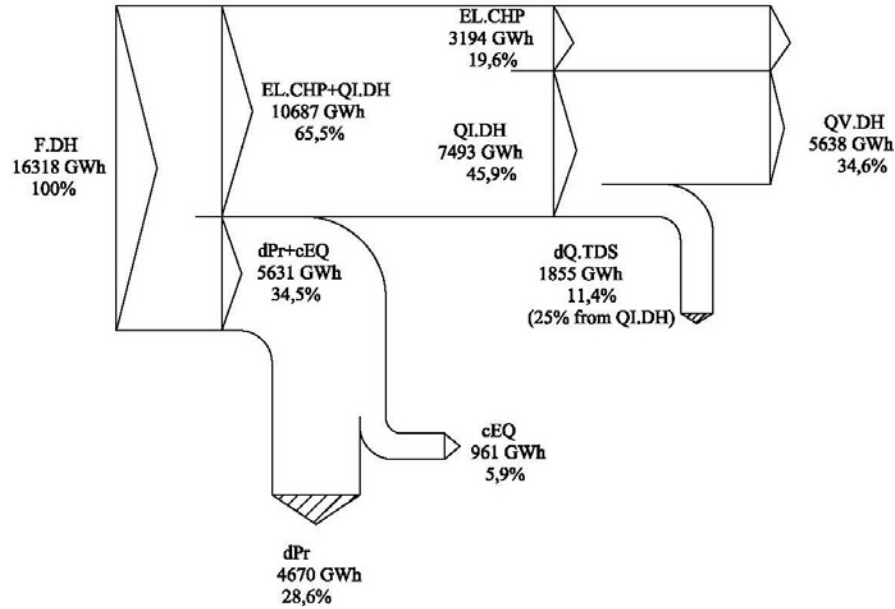 F.DH
16318 GWh
100%
EL.CHP+QI.DH
10687 GWh
65,5%
EL.CHP
3194 GWh
19,6%
QI.DH
7493 GWh
45,9%
QV.DH
5638 GWh
34,6%
dPr+cEQ
5631 GWh
34,5%
dQ.TDS
1855 GWh
11,4%
(25% from QI.DH)
cEQ
961 GWh
5,9%
dPr
4670 GWh
28,6%